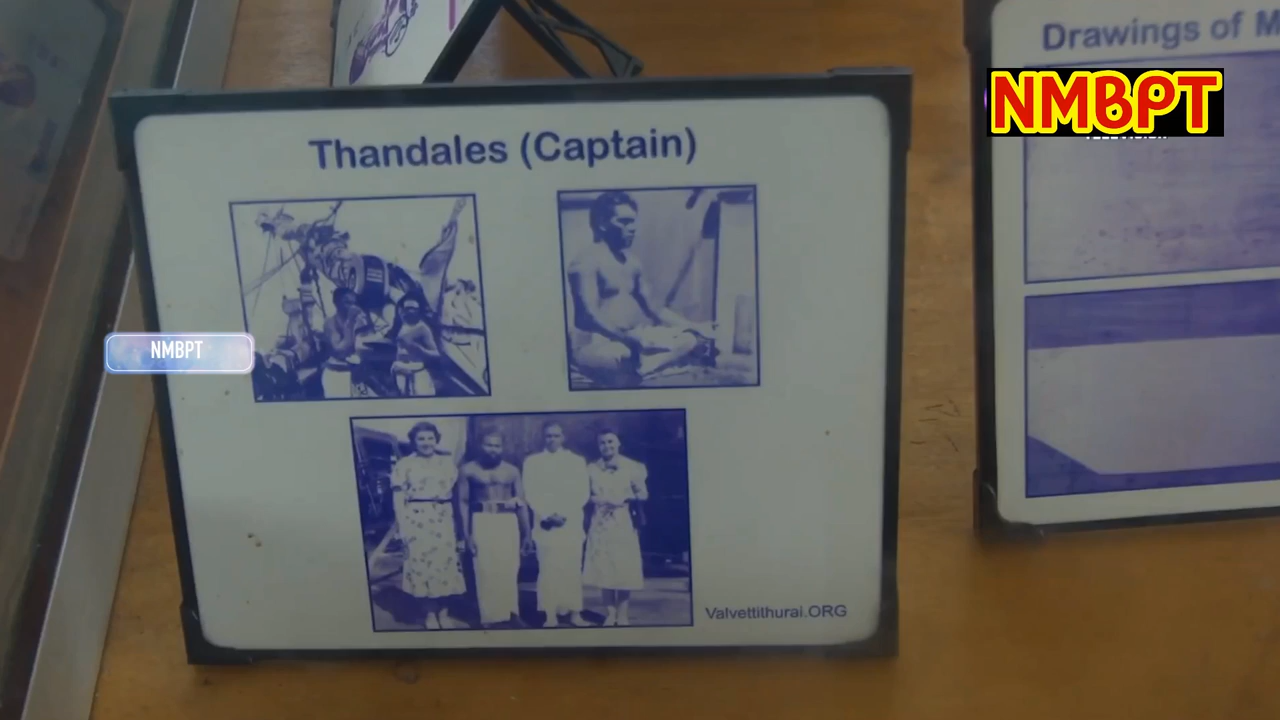 Thandales (Captain)
Valvettithurai.ORG
Drawings of M
NMBPT
NMBPT